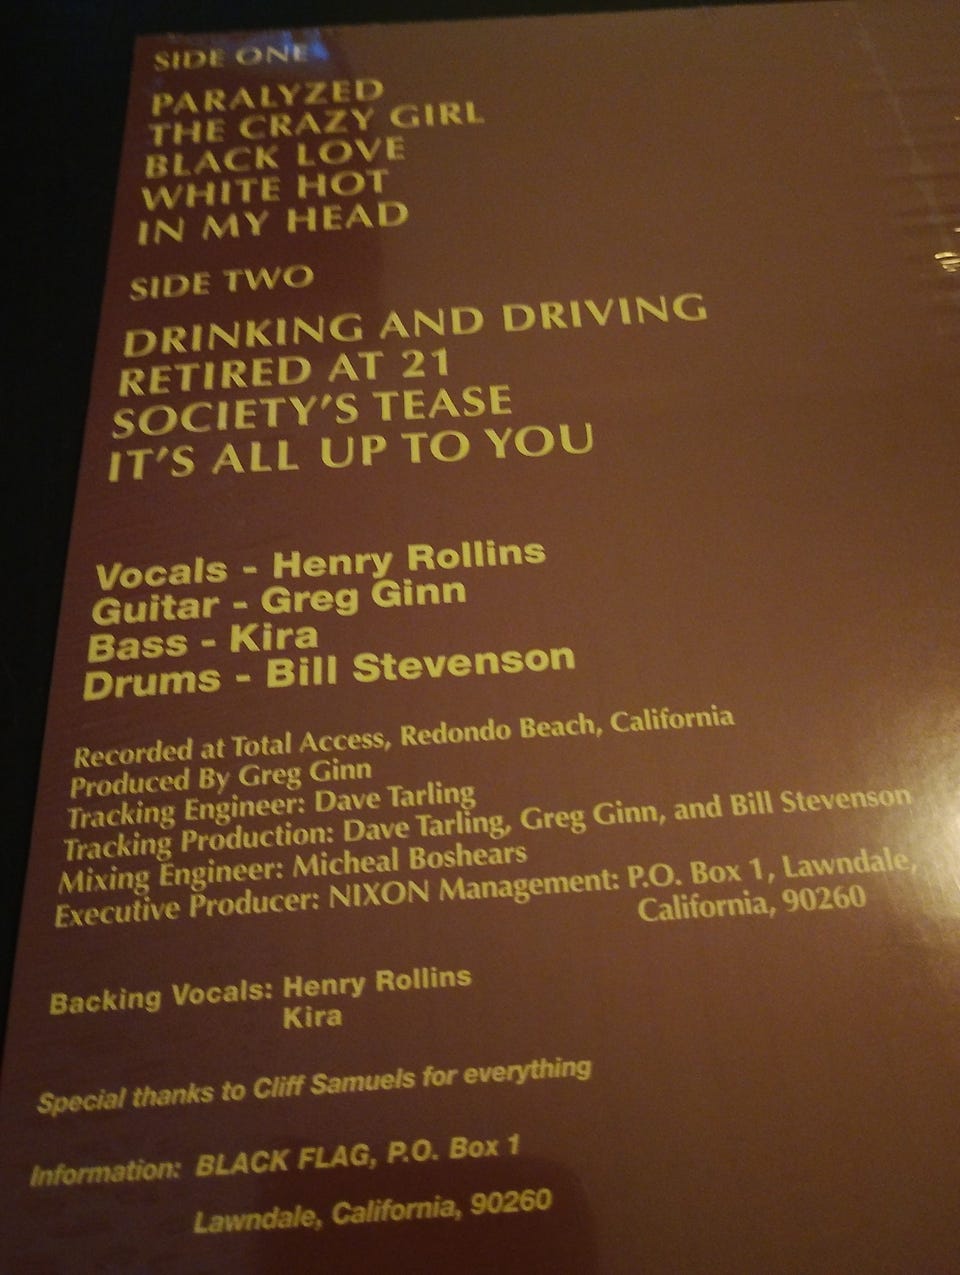 SIDE ONE
PARALYZED
THE CRAZY GIRL
BLACK LOVE
WHITE HOT
IN MY HEAD
SIDE TWO
DRINKING AND DRIVING
RETIRED AT 21
SOCIETY'S TEASE
IT'S ALL UP TO YOU
Vocals - Henry Rollins
Guitar - Greg Ginn
Bass - Kira
Drums - Bill Stevenson
Recorded at Total Access, Redondo Beach, California
Produced By Greg Ginn
Tracking Engineer: Dave Tarling
Tracking Production: Dave Tarling, Greg Ginn, and Bill Stevenson
Mixing Engineer: Micheal Boshears
Executive Producer: NIXON Management: P.O. Box 1, Lawndale,
California, 90260
Backing Vocals: Henry Rollins
Kira
Special thanks to Cliff Samuels for everything
Information: BLACK FLAG, P.O. Box 1
Lawndale, California, 90260